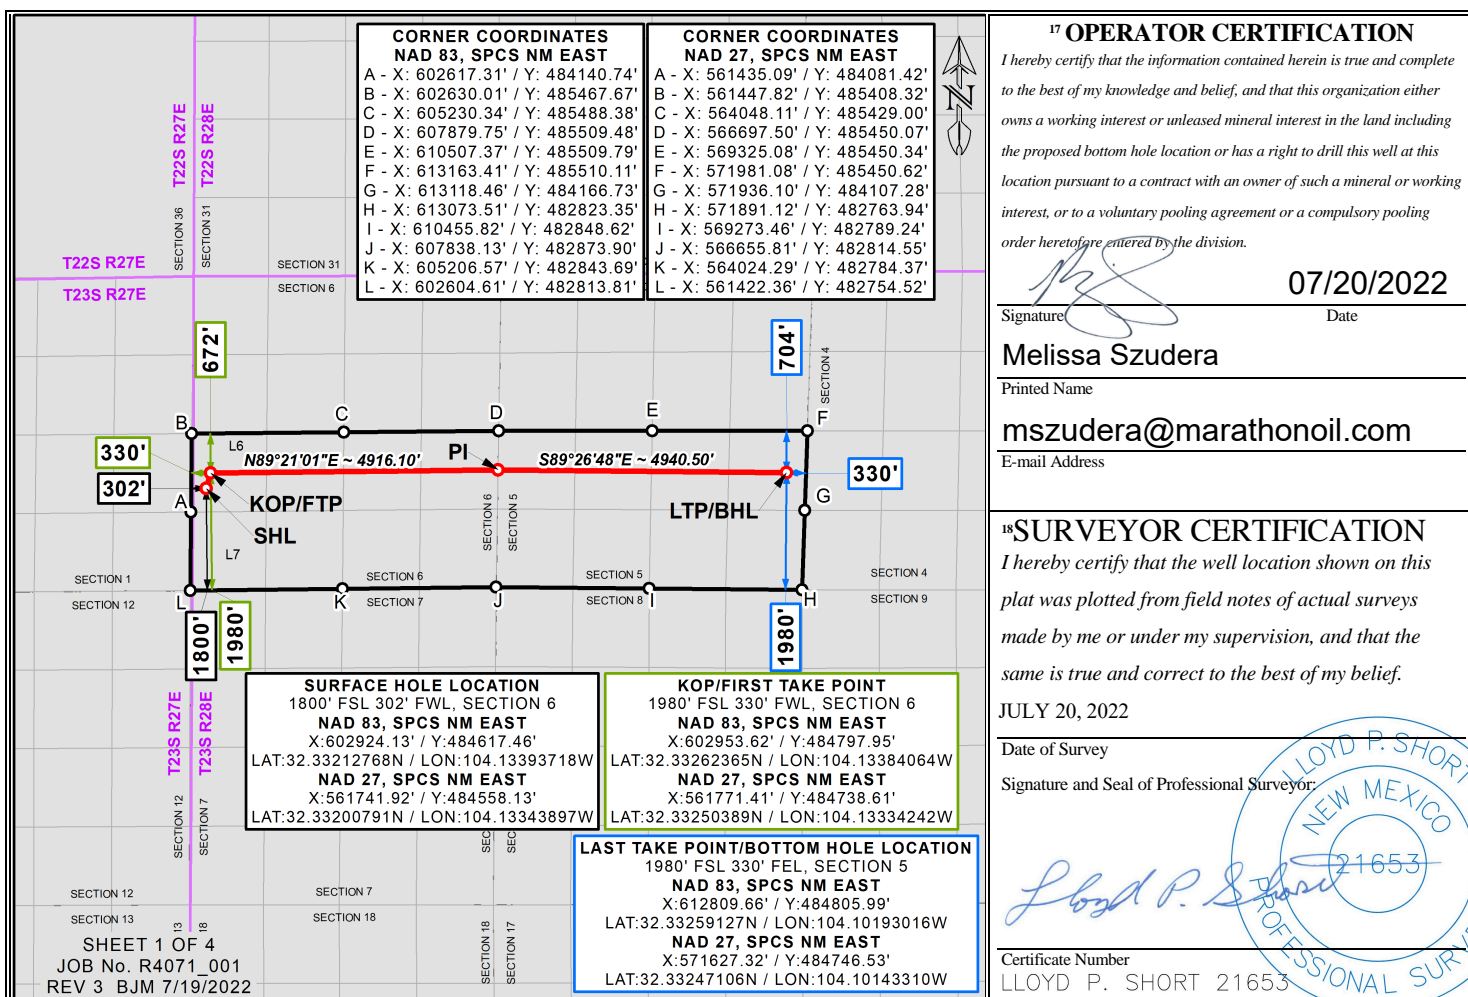 CORNER COORDINATES
NAD 83, SPCS NM EAST
A - X: 602617.31' / Y: 484140.74'
B - X: 602630.01' / Y: 485467.67'
C - X: 605230.34' / Y: 485488.38'
D - X: 607879.75' / Y: 485509.48'
E - X: 610507.37' / Y: 485509.79'
F - X: 613163.41' / Y: 485510.11'
G - X: 613118.46' / Y: 484166.73'
H - X: 613073.51' / Y: 482823.35'
I - X: 610455.82' / Y: 482848.62'
J - X: 607838.13' / Y: 482873.90'
K - X: 605206.57' / Y: 482843.69'
L - X: 602604.61' / Y: 482813.81'
CORNER COORDINATES
NAD 27, SPCS NM EAST
A - X: 561435.09' / Y: 484081.42'
B - X: 561447.82' / Y: 485408.32'
C - X: 564048.11' / Y: 485429.00'
D - X: 566697.50' / Y: 485450.07'
E - X: 569325.08' / Y: 485450.34'
F - X: 571981.08' / Y: 485450.62'
G - X: 571936.10' / Y: 484107.28'
H - X: 571891.12' / Y: 482763.94'
I - X: 569273.46' / Y: 482789.24'
J - X: 566655.81' / Y: 482814.55'
K - X: 564024.29' / Y: 482784.37'
L - X: 561422.36' / Y: 482754.52'
N
T22S R27E
T22S R28E
SECTION 36
SECTION 31
T22S R27E
T23S R27E
SECTION 31
SECTION 6
672'
704'
SECTION 4
B
C
D
E
F
L6
330'
N89°21'01"E ~ 4916.10'
PI
S89°26'48"E ~ 4940.50'
330'
302'
A
KOP/FTP
LTP/BHL
G
SHL
SECTION 6
SECTION 5
L7
SECTION 1
SECTION 12
SECTION 6
SECTION 7
SECTION 5
SECTION 8
SECTION 4
SECTION 9
L
K
J
I
H
1800'
1980'
1980'
T23S R27E
T23S R28E
SECTION 12
SECTION 7
SURFACE HOLE LOCATION
1800' FSL 302' FWL, SECTION 6
NAD 83, SPCS NM EAST
X:602924.13' / Y:484617.46'
LAT:32.33212768N / LON:104.13393718W
NAD 27, SPCS NM EAST
X:561741.92' / Y:484558.13'
LAT:32.33200791N / LON:104.13343897W
KOP/FIRST TAKE POINT
1980' FSL 330' FWL, SECTION 6
NAD 83, SPCS NM EAST
X:602953.62' / Y:484797.95'
LAT:32.33262365N / LON:104.13384064W
NAD 27, SPCS NM EAST
X:561771.41' / Y:484738.61'
LAT:32.33250389N / LON:104.13334242W
SEC
SEC
LAST TAKE POINT/BOTTOM HOLE LOCATION
1980' FSL 330' FEL, SECTION 5
NAD 83, SPCS NM EAST
X:612809.66' / Y:484805.99'
LAT:32.33259127N / LON:104.10193016W
NAD 27, SPCS NM EAST
X:571627.32' / Y:484746.53'
LAT:32.33247106N / LON:104.10143310W
SECTION 12
SECTION 13
SECTION 7
SECTION 18
13
18
SECTION 18
SECTION 17
SHEET 1 OF 4
JOB No. R4071_001
REV 3 BJM 7/19/2022
17 OPERATOR CERTIFICATION
I hereby certify that the information contained herein is true and complete
to the best of my knowledge and belief, and that this organization either
owns a working interest or unleased mineral interest in the land including
the proposed bottom hole location or has a right to drill this well at this
location pursuant to a contract with an owner of such a mineral or working
interest, or to a voluntary pooling agreement or a compulsory pooling
order heretofore entered by the division.
07/20/2022
Signature Date
Melissa Szudera
Printed Name
mszudera@marathonoil.com
E-mail Address
18SURVEYOR CERTIFICATION
I hereby certify that the well location shown on this
plat was plotted from field notes of actual surveys
made by me or under my supervision, and that the
same is true and correct to the best of my belief.
JULY 20, 2022
Date of Survey
Signature and Seal of Professional Surveyor:
LLOYD P. SHORT
NEW MEXICO
21653
PROFESSIONAL SURVE
Lloyd P. Short
Certificate Number
LLOYD P. SHORT 21653